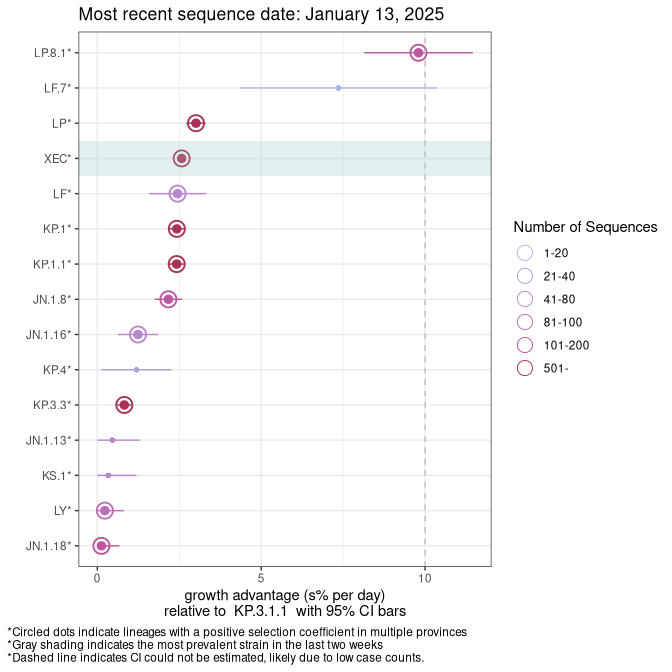 Most recent sequence date: January 13, 2025
LP.8.1*
LF.7*
LP*
XEC*
LF*
KP.1*
KP.1.1*
JN.1.8*
JN.1.16*
KP.4*
KP.3.3*
JN.1.13*
KS.1*
LY*
JN.1.18*
0 5 10
growth advantage (s% per day)
relative to KP.3.1.1 with 95% CI bars
Number of Sequences
1-20
21-40
41-80
81-100
101-200
501-
*Circled dots indicate lineages with a positive selection coefficient in multiple provinces
*Gray shading indicates the most prevalent strain in the last two weeks
*Dashed line indicates CI could not be estimated, likely due to low case counts.